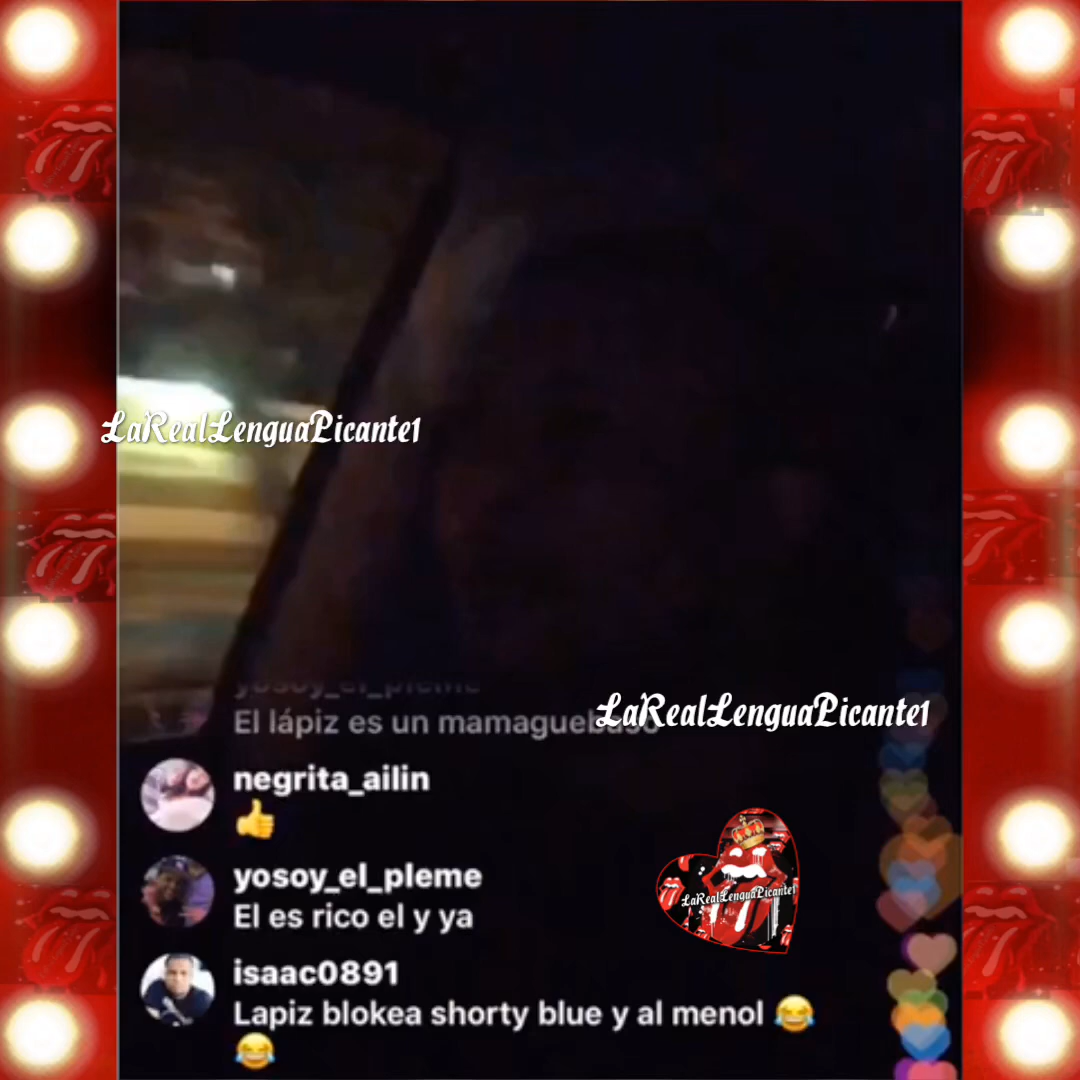 LaRealLenguaPicante1
yosoy_el_pleme
El lápiz es un
LaRealLenguaPicante1
negrita_ailin
👍
yosoy_el_pleme
El es rico el y ya
LaRealLenguaPicante1
isaac0891
Lapiz blokea shorty blue y al menol 😂
😂